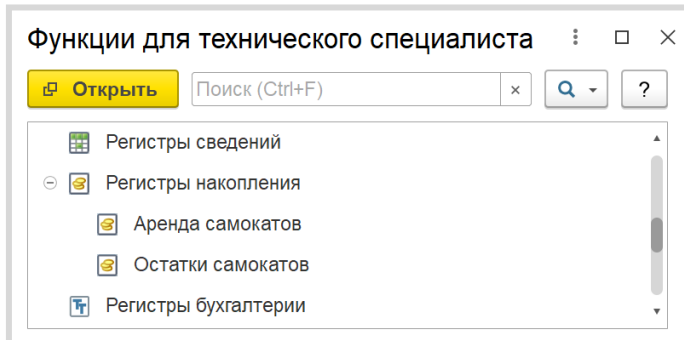 Функции для технического специалиста
Открыть Поиск (Ctrl+F) × ?
Регистры сведений
Регистры накопления
Аренда самокатов
Остатки самокатов
Регистры бухгалтерии